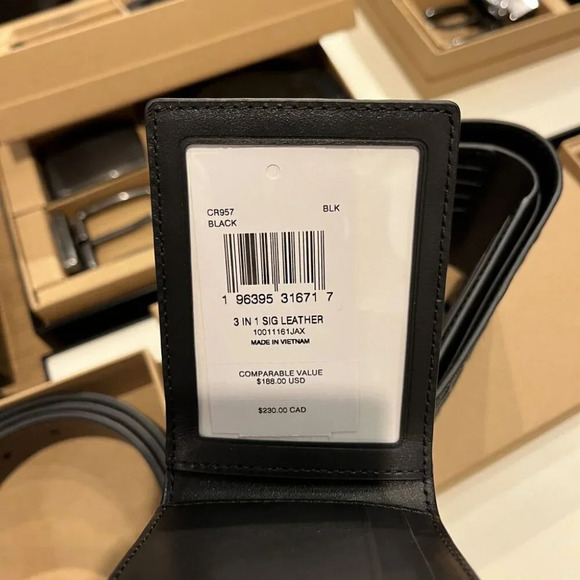 CR957 BLK
BLACK
1 96395 31671 7
3 IN 1 SIG LEATHER
10011161JAX
MADE IN VIETNAM
COMPARABLE VALUE
$188.00 USD
$230.00 CAD